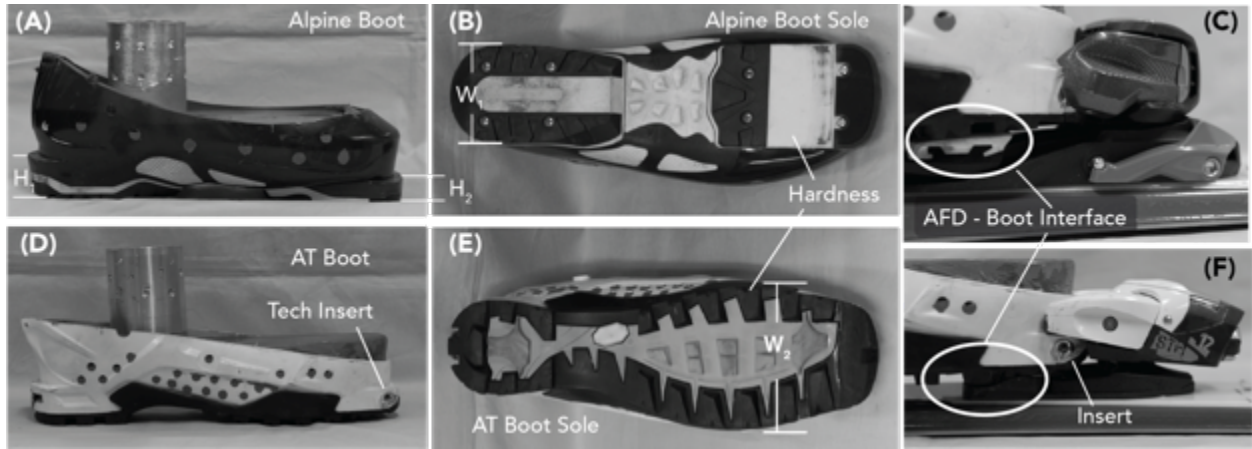 (A)
Alpine Boot
H₁
H₂
(B)
Alpine Boot Sole
W₁
Hardness
(C)
AFD - Boot Interface
(D)
AT Boot
Tech Insert
(E)
W₂
AT Boot Sole
(F)
Insert